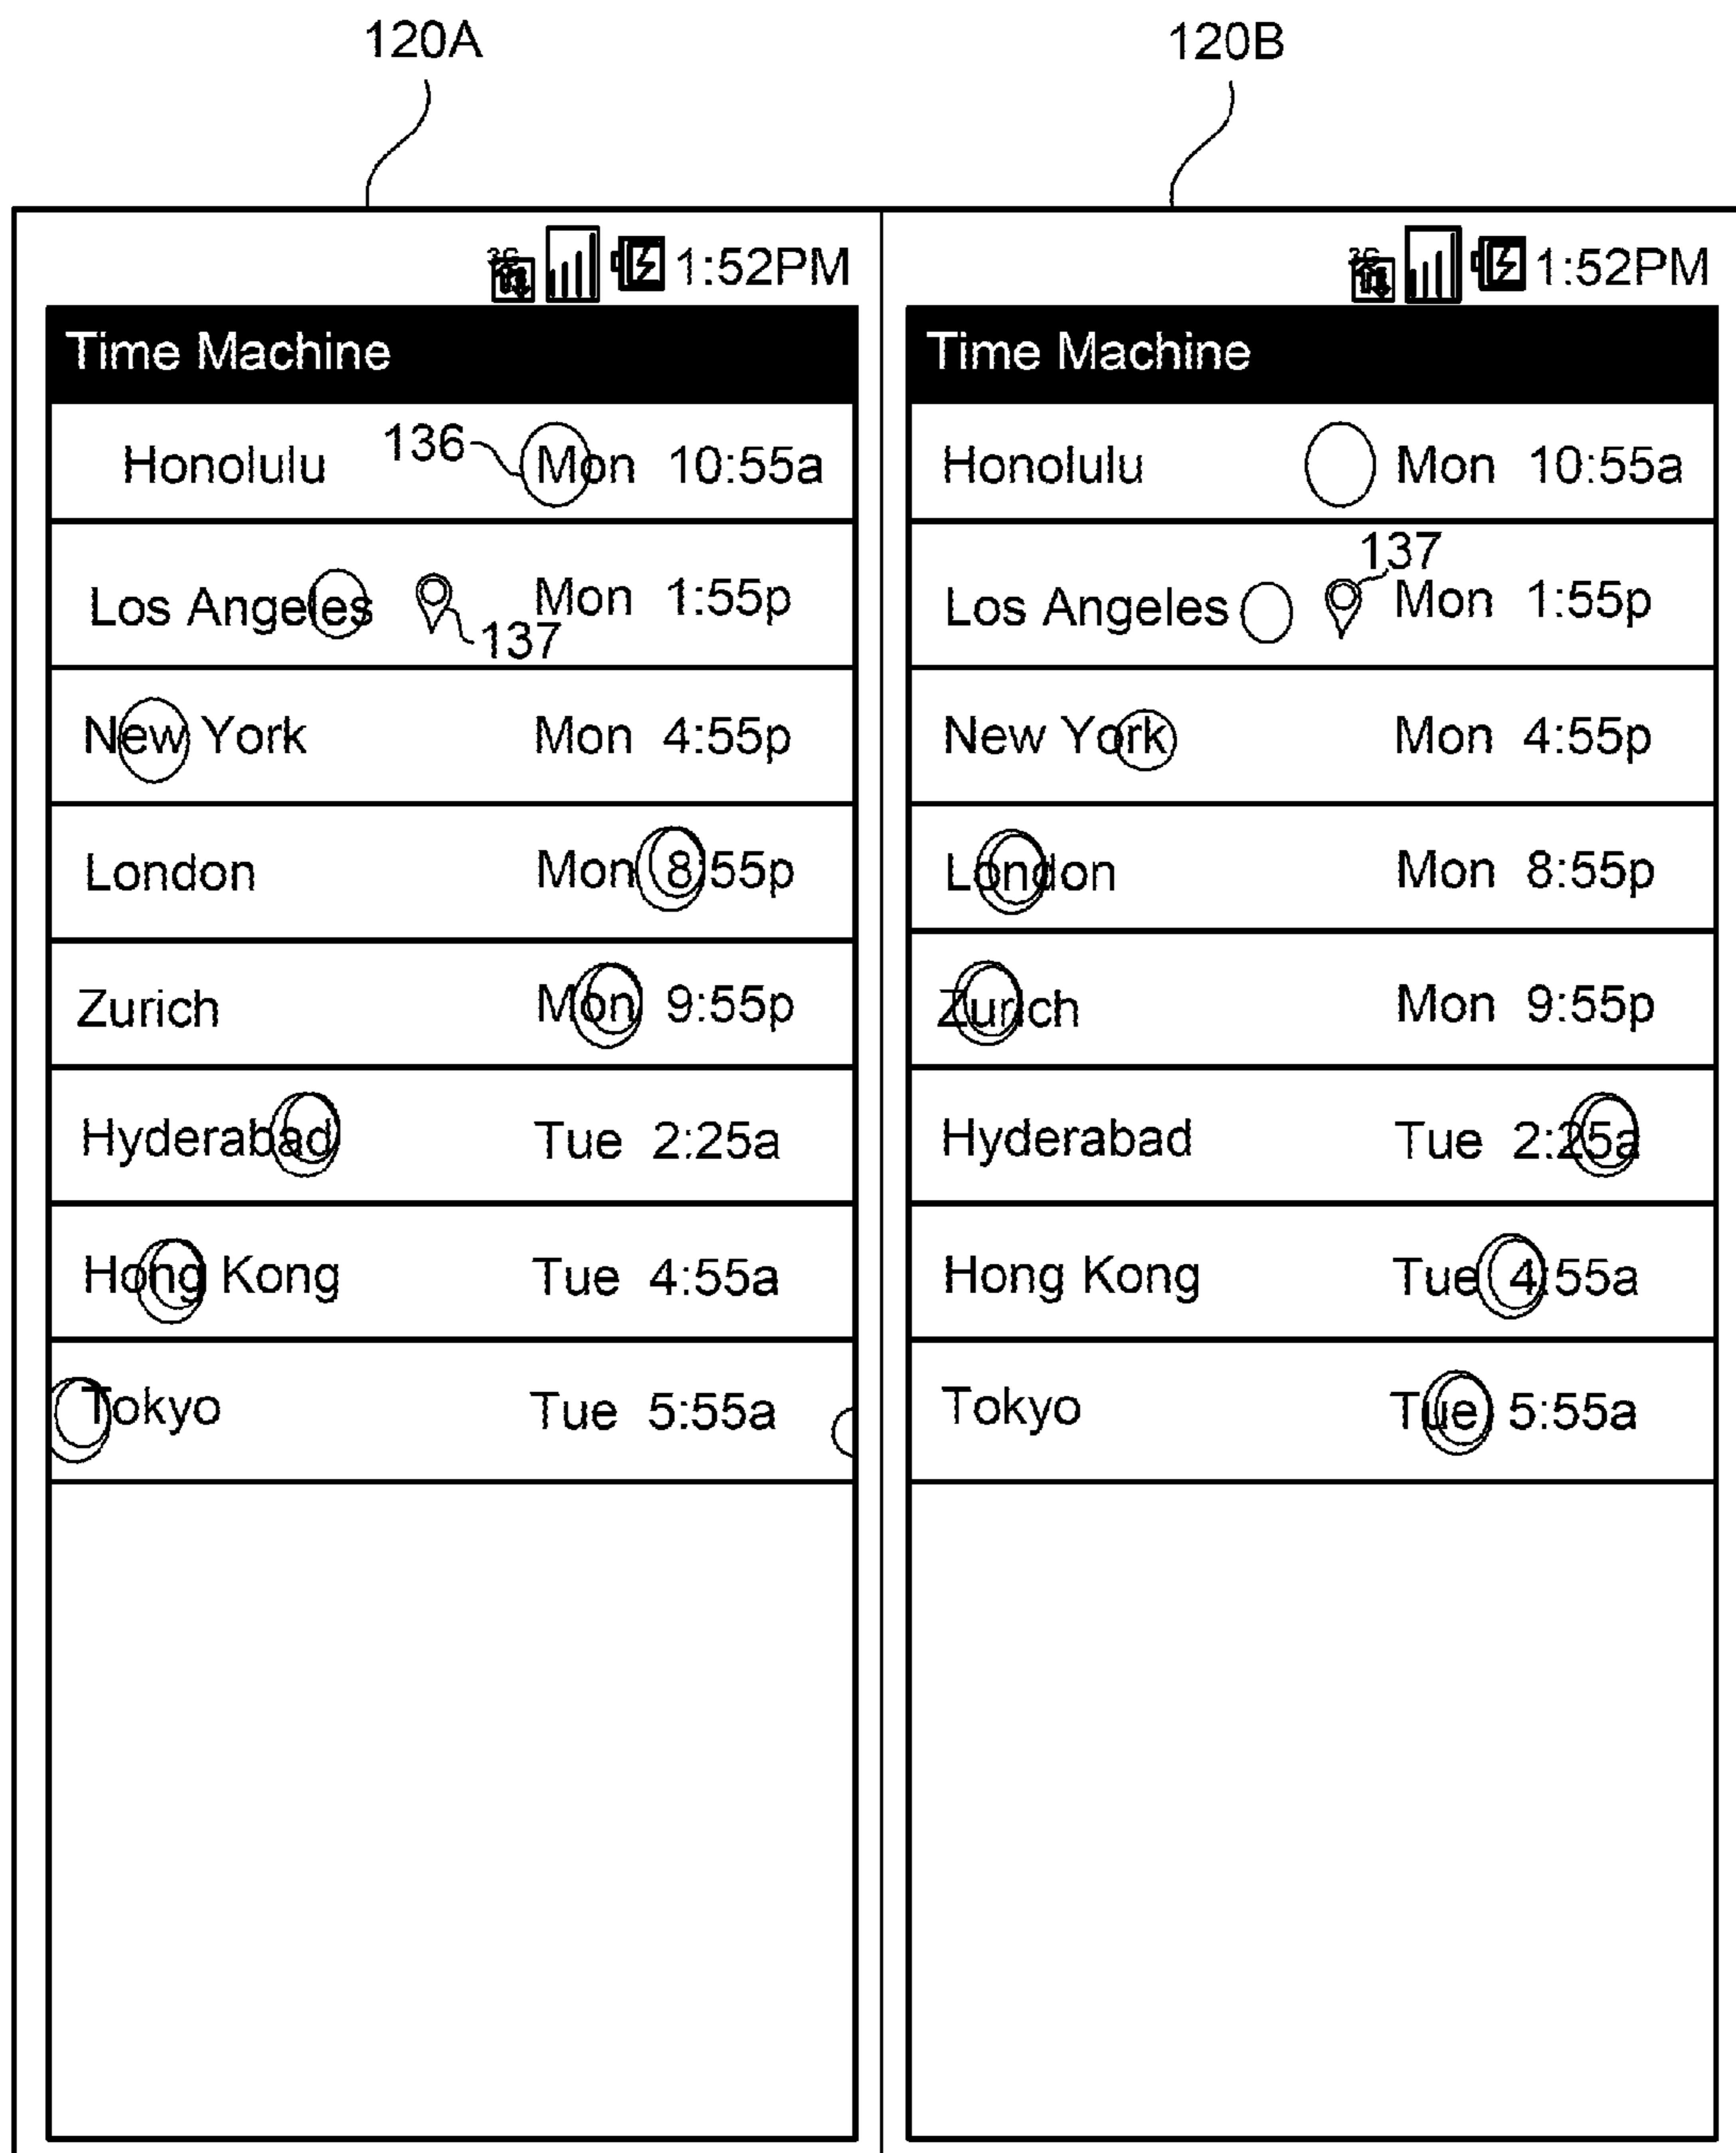 120A 120B
3G 1:52PM
Time Machine
Honolulu 136 Mon 10:55a
Los Angeles Mon 1:55p
137
New York Mon 4:55p
London Mon 8:55p
Zurich Mon 9:55p
Hyderabad Tue 2:25a
Hong Kong Tue 4:55a
Tokyo Tue 5:55a
3G 1:52PM
Time Machine
Honolulu Mon 10:55a
137
Los Angeles Mon 1:55p
New York Mon 4:55p
London Mon 8:55p
Zurich Mon 9:55p
Hyderabad Tue 2:25a
Hong Kong Tue 4:55a
Tokyo Tue 5:55a